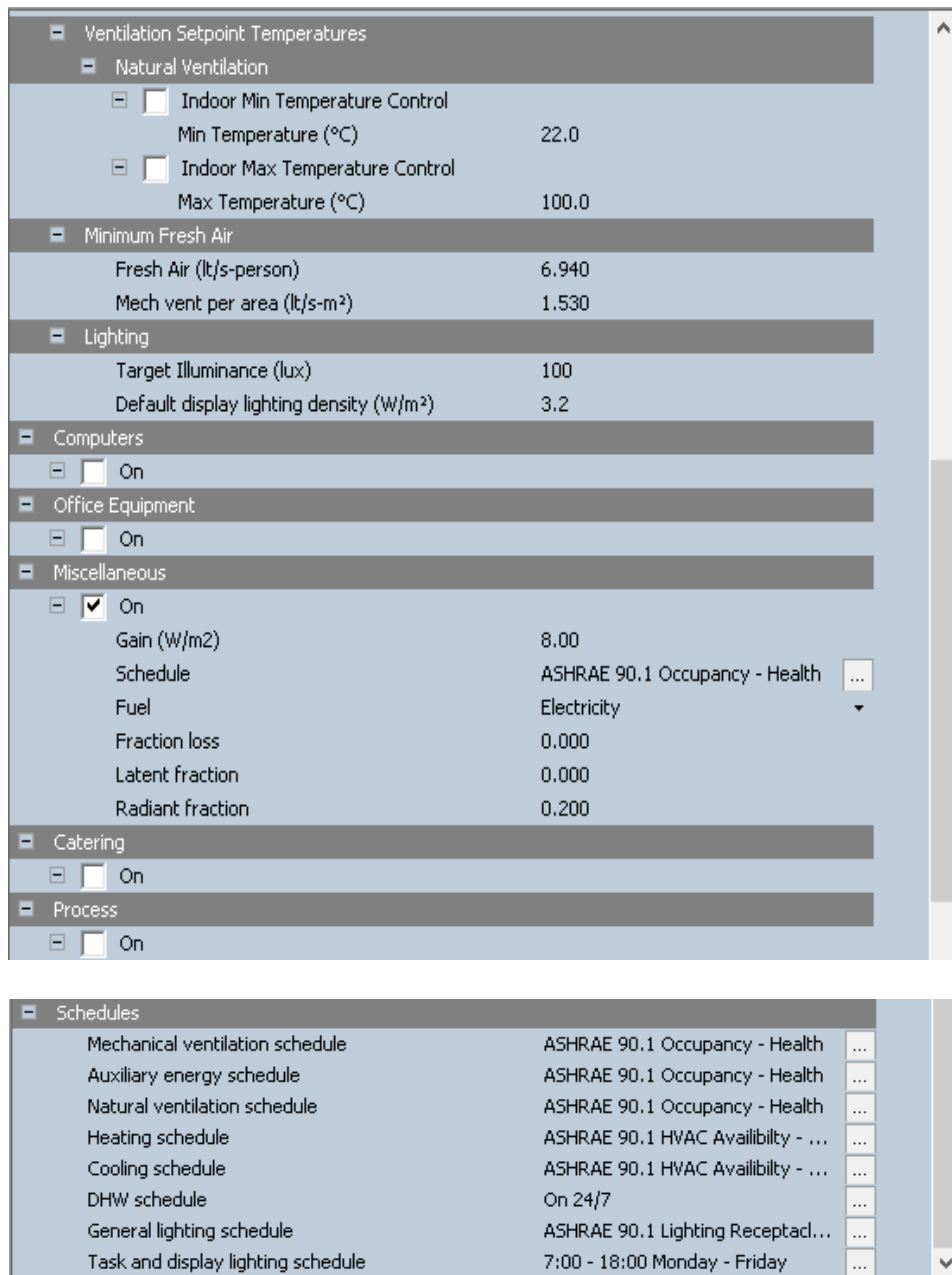 Ventilation Setpoint Temperatures
Natural Ventilation
Indoor Min Temperature Control
Min Temperature (°C) 22.0
Indoor Max Temperature Control
Max Temperature (°C) 100.0
Minimum Fresh Air
Fresh Air (lt/s-person) 6.940
Mech vent per area (lt/s-m²) 1.530
Lighting
Target Illuminance (lux) 100
Default display lighting density (W/m²) 3.2
Computers
On
Office Equipment
On
Miscellaneous
On
Gain (W/m2) 8.00
Schedule ASHRAE 90.1 Occupancy - Health ...
Fuel Electricity
Fraction loss 0.000
Latent fraction 0.000
Radiant fraction 0.200
Catering
On
Process
On
Schedules
Mechanical ventilation schedule ASHRAE 90.1 Occupancy - Health ...
Auxiliary energy schedule ASHRAE 90.1 Occupancy - Health ...
Natural ventilation schedule ASHRAE 90.1 Occupancy - Health ...
Heating schedule ASHRAE 90.1 HVAC Availibilty - ... ...
Cooling schedule ASHRAE 90.1 HVAC Availibilty - ... ...
DHW schedule On 24/7 ...
General lighting schedule ASHRAE 90.1 Lighting Receptacl... ...
Task and display lighting schedule 7:00 - 18:00 Monday - Friday ...